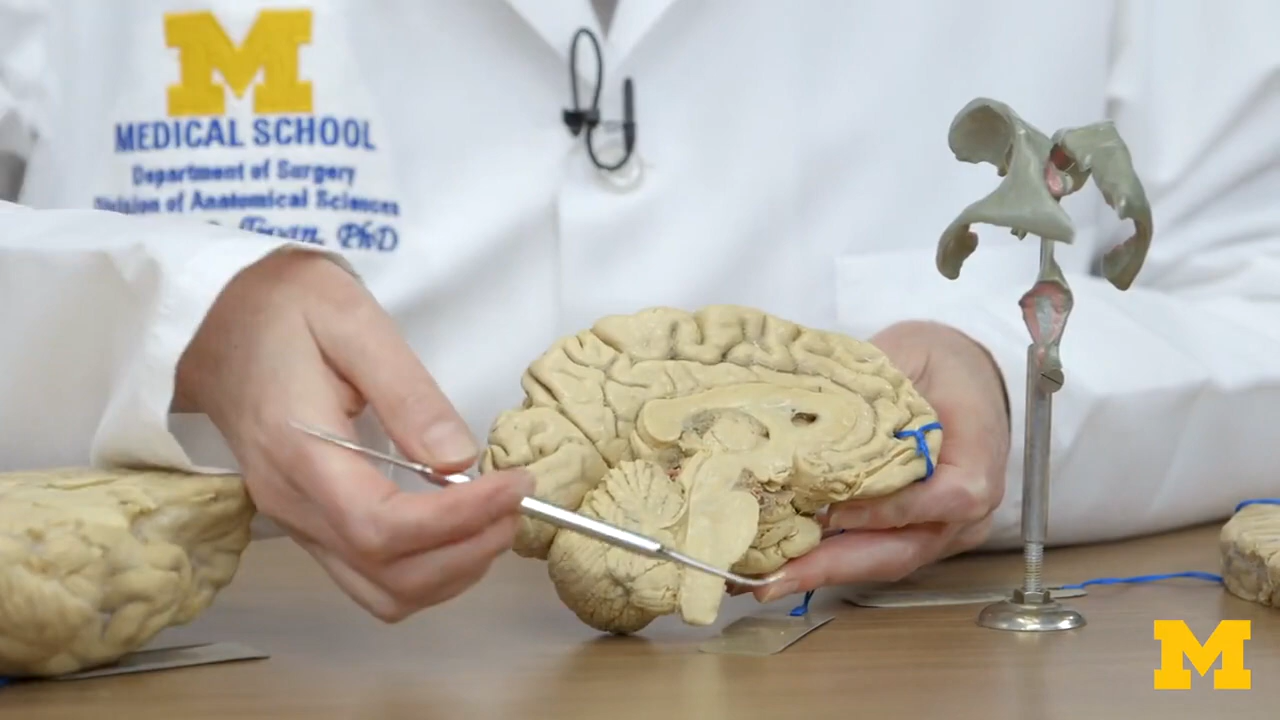 M
MEDICAL SCHOOL
Department of Surgery
Division of Anatomical Sciences
PhD
M